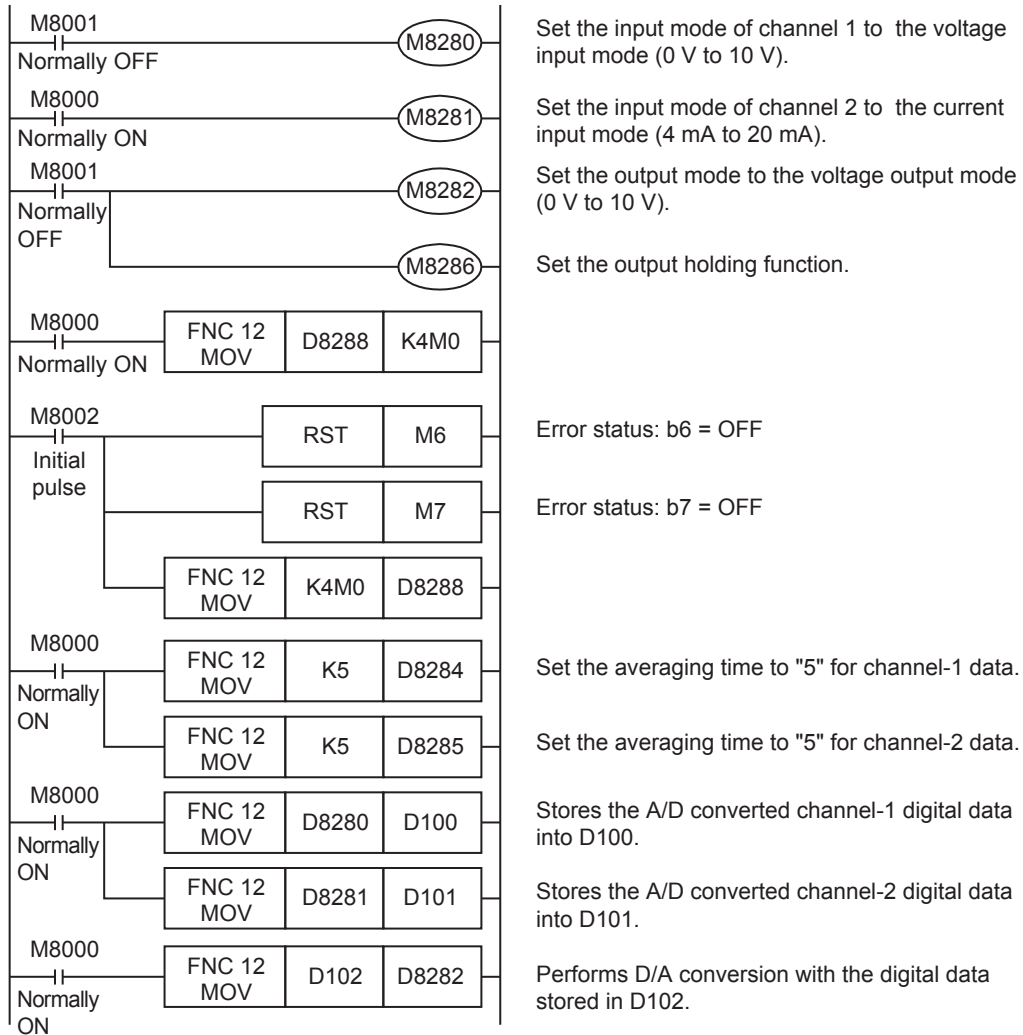 M8001
Normally OFF
M8280
Set the input mode of channel 1 to the voltage
input mode (0 V to 10 V).
M8000
Normally ON
M8281
Set the input mode of channel 2 to the current
input mode (4 mA to 20 mA).
M8001
Normally
OFF
M8282
Set the output mode to the voltage output mode
(0 V to 10 V).
M8286
Set the output holding function.
M8000
Normally ON
FNC 12
MOV
D8288
K4M0
M8002
Initial
pulse
RST
M6
Error status: b6 = OFF
RST
M7
Error status: b7 = OFF
FNC 12
MOV
K4M0
D8288
M8000
Normally
ON
FNC 12
MOV
K5
D8284
Set the averaging time to "5" for channel-1 data.
FNC 12
MOV
K5
D8285
Set the averaging time to "5" for channel-2 data.
M8000
Normally
ON
FNC 12
MOV
D8280
D100
Stores the A/D converted channel-1 digital data
into D100.
FNC 12
MOV
D8281
D101
Stores the A/D converted channel-2 digital data
into D101.
M8000
Normally
ON
FNC 12
MOV
D102
D8282
Performs D/A conversion with the digital data
stored in D102.